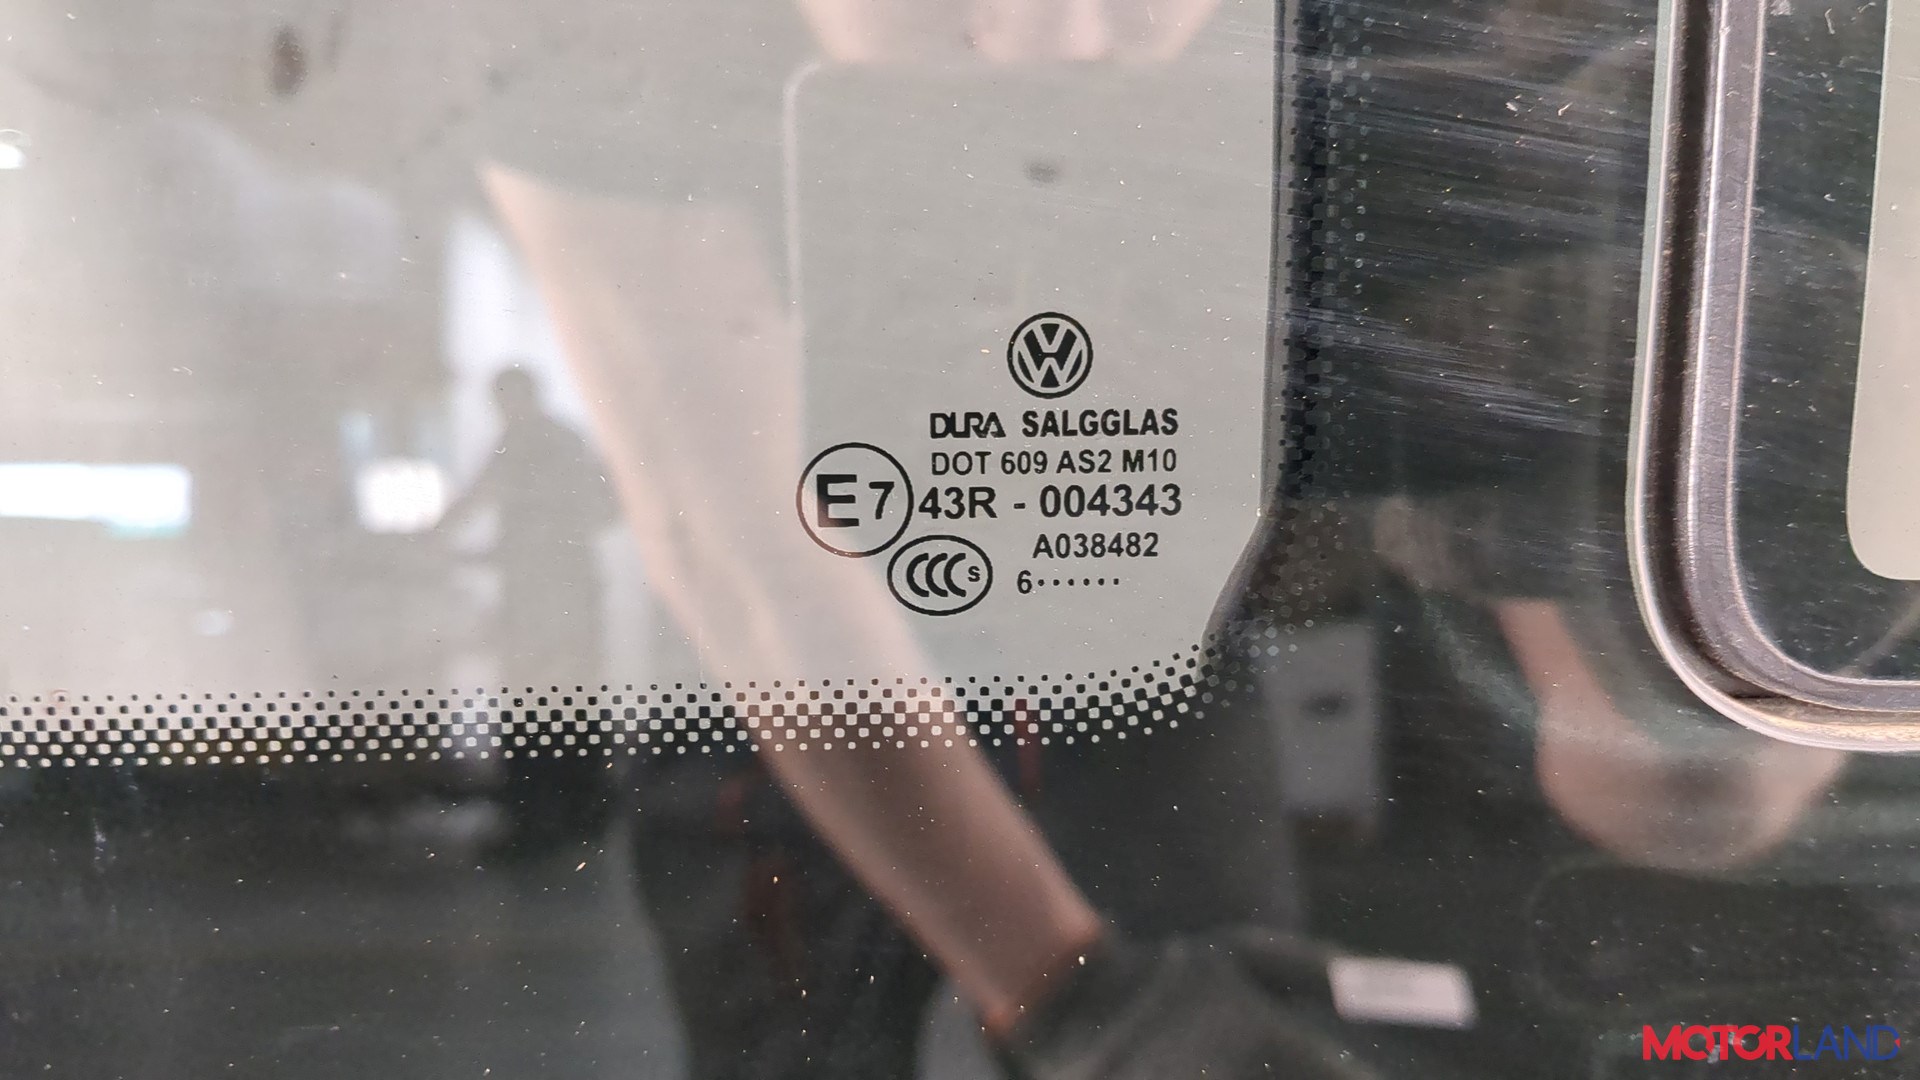 DURA SALGGLAS
DOT 609 AS2 M10
E7 43R - 004343
A038482
CCC S 6······
MOTORLAND